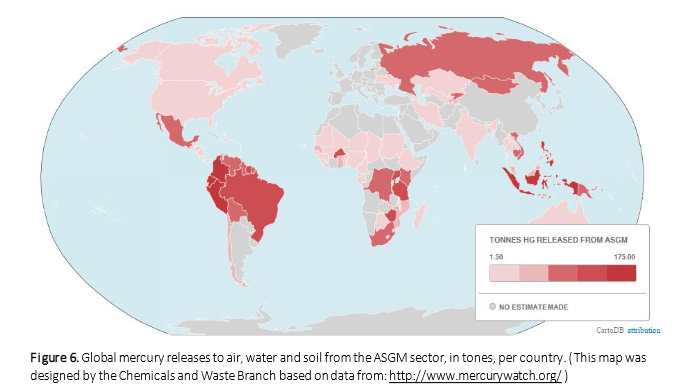 TONNES HG RELEASED FROM ASGM
1.50 175.00
NO ESTIMATE MADE
CartoDB attribution
Figure 6. Global mercury releases to air, water and soil from the ASGM sector, in tones, per country. ( This map was
designed by the Chemicals and Waste Branch based on data from: http://www.mercurywatch.org/ )